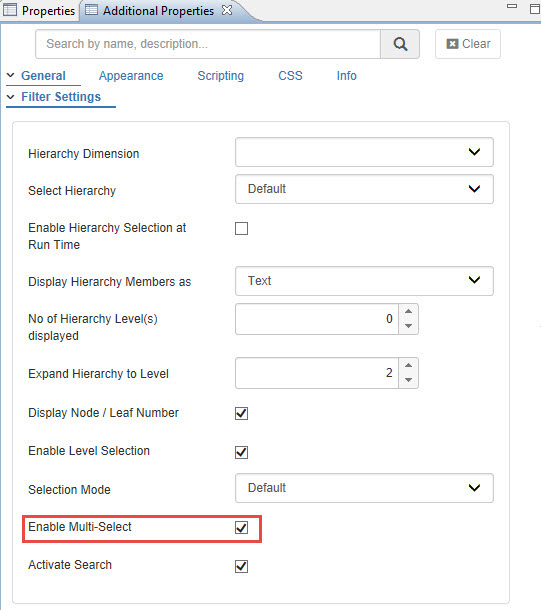 Properties Additional Properties
Search by name, description... Clear
General Appearance Scripting CSS Info
Filter Settings
Hierarchy Dimension
Select Hierarchy Default
Enable Hierarchy Selection at
Run Time
Display Hierarchy Members as Text
No of Hierarchy Level(s) 0
displayed
Expand Hierarchy to Level 2
Display Node / Leaf Number
Enable Level Selection
Selection Mode Default
Enable Multi-Select
Activate Search